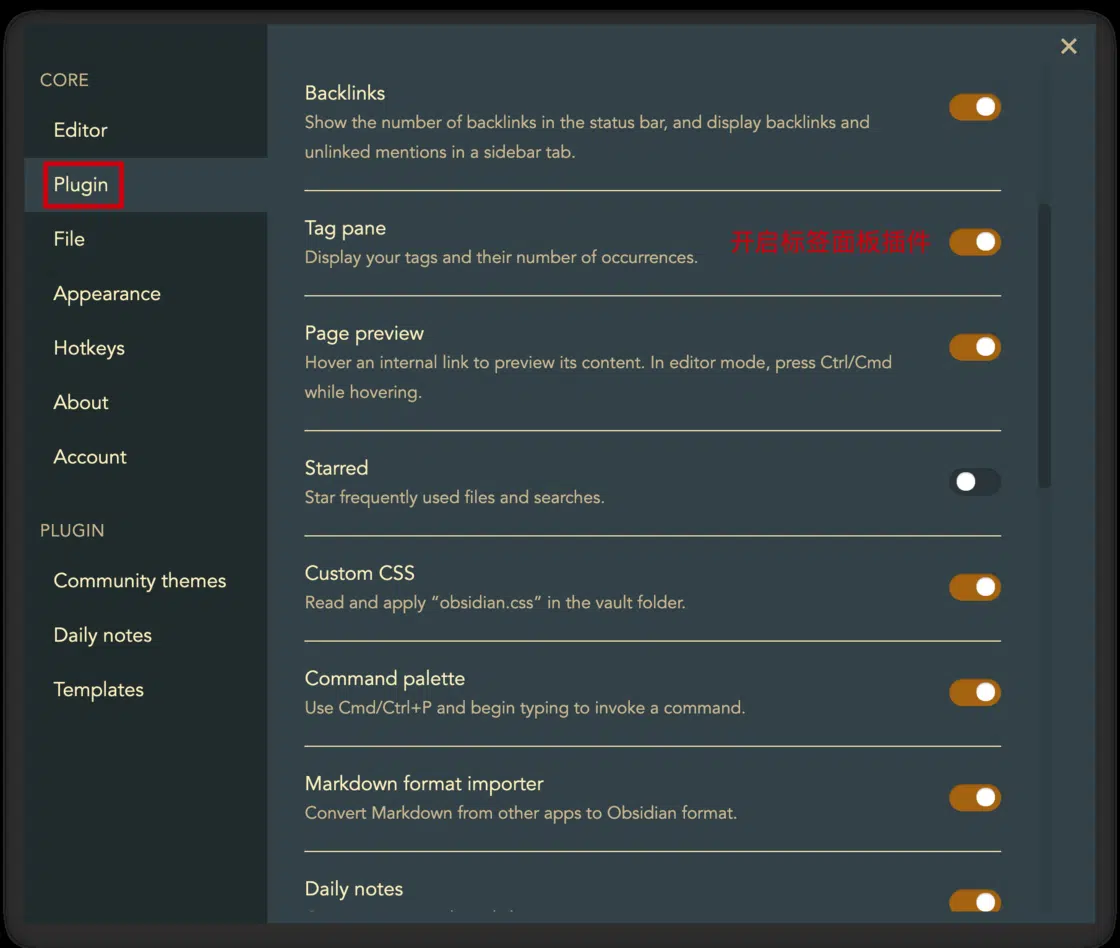 CORE
Editor
Plugin
File
Appearance
Hotkeys
About
Account
PLUGIN
Community themes
Daily notes
Templates
Backlinks
Show the number of backlinks in the status bar, and display backlinks and
unlinked mentions in a sidebar tab.
Tag pane
Display your tags and their number of occurrences.
开启标签面板插件
Page preview
Hover an internal link to preview its content. In editor mode, press Ctrl/Cmd
while hovering.
Starred
Star frequently used files and searches.
Custom CSS
Read and apply “obsidian.css” in the vault folder.
Command palette
Use Cmd/Ctrl+P and begin typing to invoke a command.
Markdown format importer
Convert Markdown from other apps to Obsidian format.
Daily notes